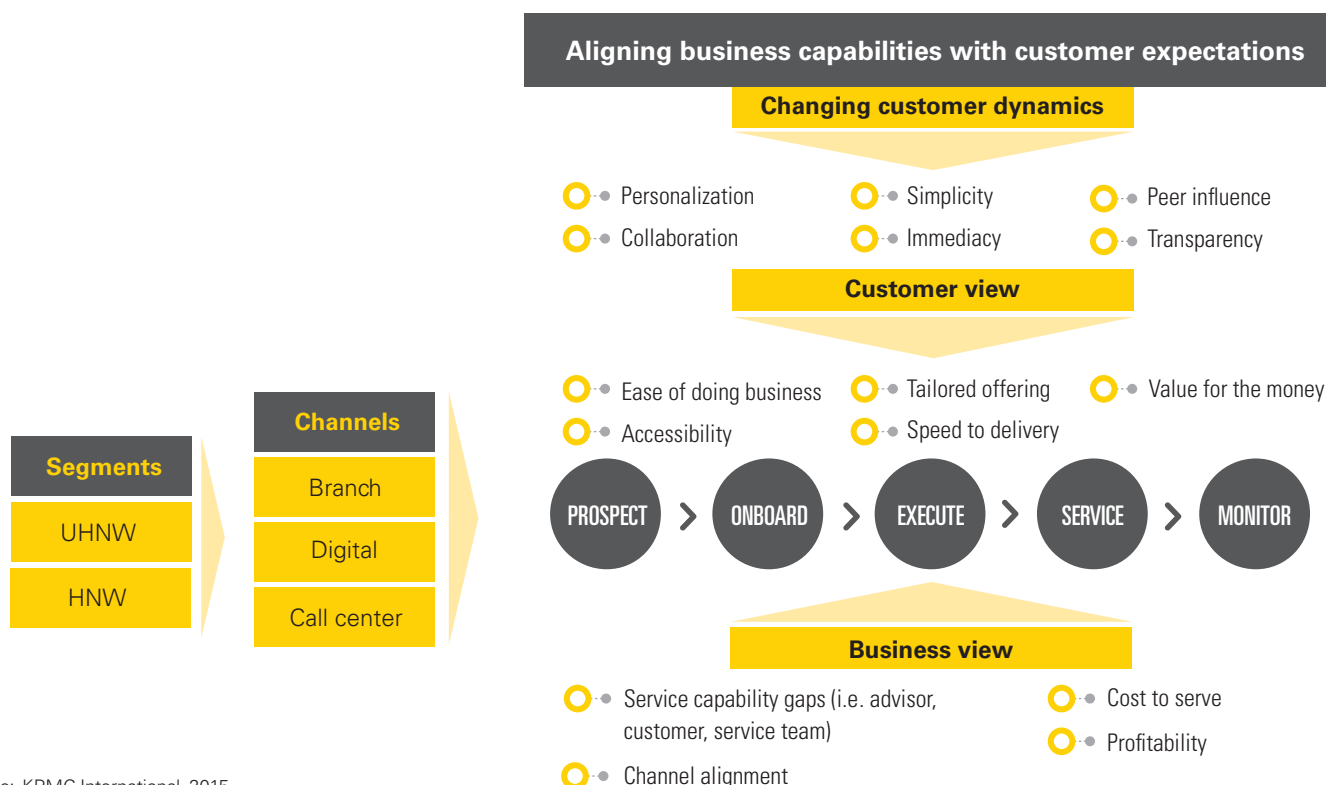 Aligning business capabilities with customer expectations
Changing customer dynamics
Personalization
Simplicity
Peer influence
Collaboration
Immediacy
Transparency
Customer view
Ease of doing business
Tailored offering
Value for the money
Accessibility
Speed to delivery
Segments
UHNW
HNW
Channels
Branch
Digital
Call center
PROSPECT > ONBOARD > EXECUTE > SERVICE > MONITOR
Business view
Service capability gaps (i.e. advisor,
customer, service team)
Cost to serve
Profitability
Channel alignment
International, 2015